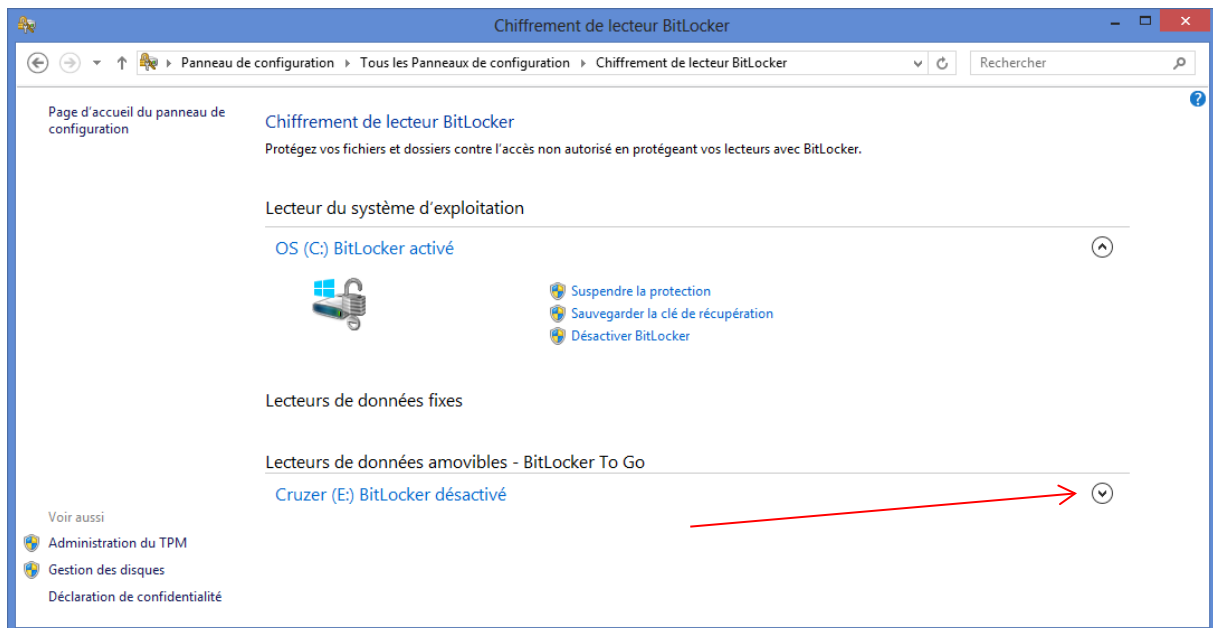 Chiffrement de lecteur BitLocker
Panneau de configuration Tous les Panneaux de configuration Chiffrement de lecteur BitLocker Rechercher
Page d'accueil du panneau de
configuration
Chiffrement de lecteur BitLocker
Protégez vos fichiers et dossiers contre l'accès non autorisé en protégeant vos lecteurs avec BitLocker.
Lecteur du système d'exploitation
OS (C:) BitLocker activé
Suspendre la protection
Sauvegarder la clé de récupération
Désactiver BitLocker
Lecteurs de données fixes
Lecteurs de données amovibles - BitLocker To Go
Cruzer (E:) BitLocker désactivé
Voir aussi
Administration du TPM
Gestion des disques
Déclaration de confidentialité